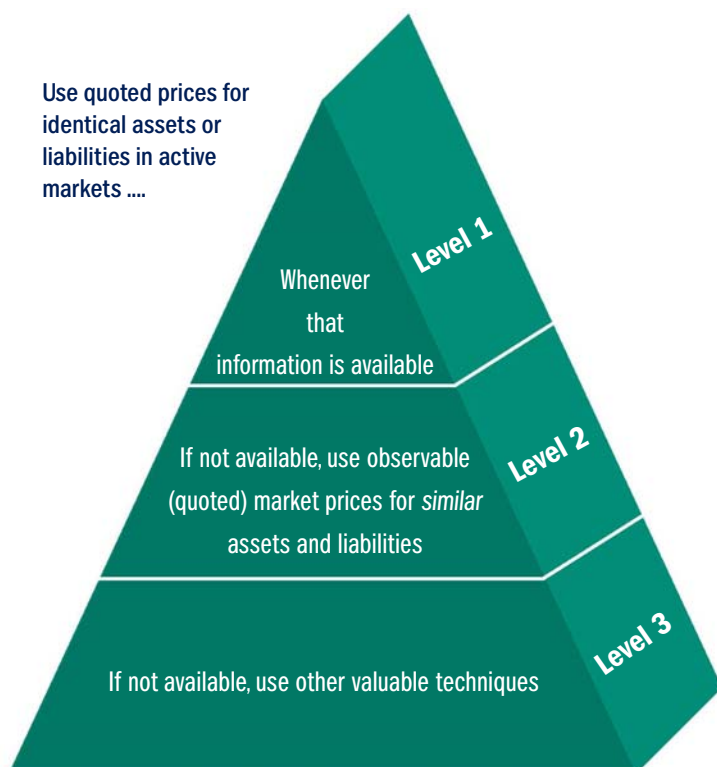 Use quoted prices for
identical assets or
liabilities in active
markets ....
Level 1
Whenever
that
information is available
Level 2
If not available, use observable
(quoted) market prices for similar
assets and liabilities
Level 3
If not available, use other valuable techniques